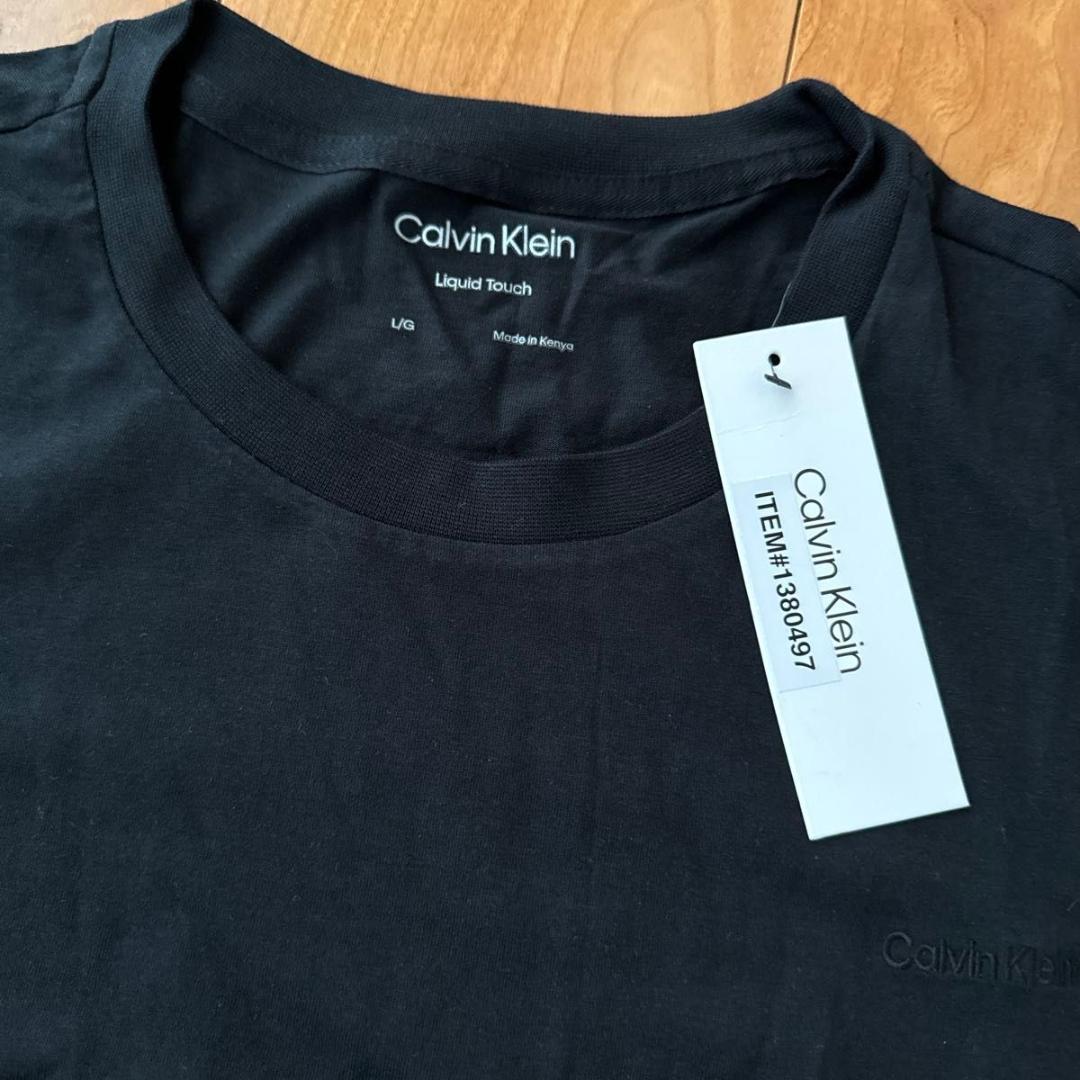 Calvin Klein
Liquid Touch
L/G
Made in Kenya
Calvin Klein
ITEM#1380497
Calvin Klein